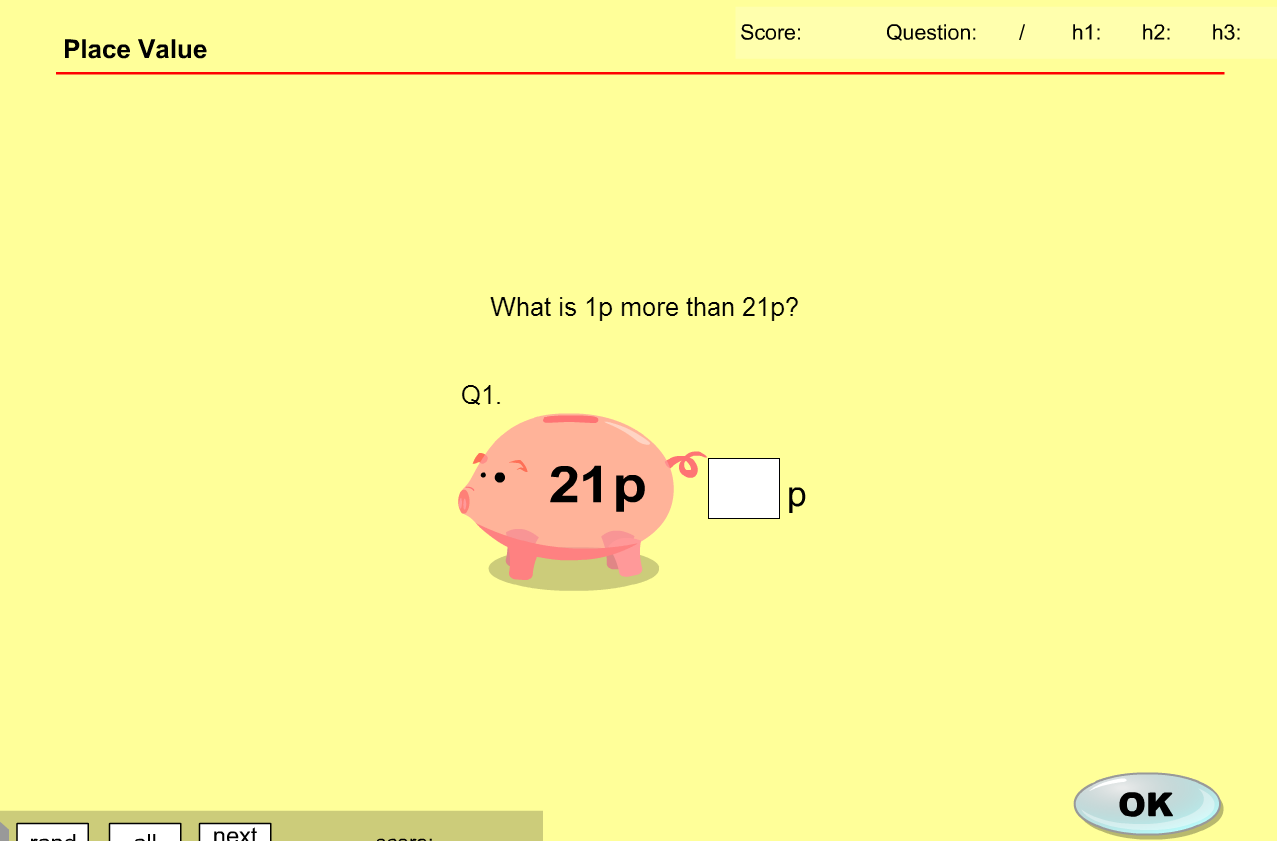 Place Value
Score: Question: / h1: h2: h3:
What is 1p more than 21p?
Q1.
21p
p
OK
next